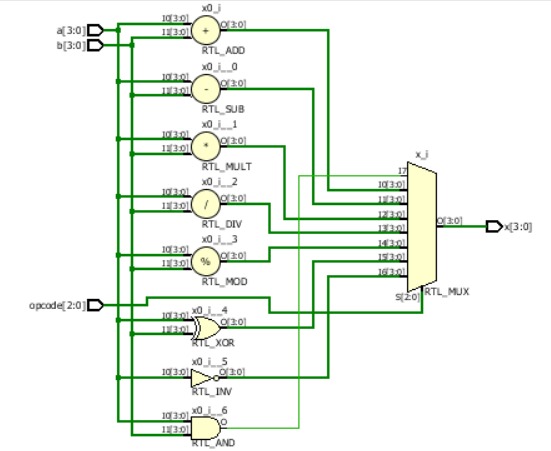 x0_i
a[3:0]
b[3:0]
I0[3:0]
I1[3:0]
+
O[3:0]
RTL_ADD
x0_i__0
I0[3:0]
I1[3:0]
-
O[3:0]
RTL_SUB
x0_i__1
I0[3:0]
I1[3:0]
*
O[3:0]
RTL_MULT
x0_i__2
I0[3:0]
I1[3:0]
/
O[3:0]
RTL_DIV
x0_i__3
I0[3:0]
I1[3:0]
%
O[3:0]
RTL_MOD
opcode[2:0]
x0_i__4
I0[3:0]
I1[3:0]
O[3:0]
RTL_XOR
x0_i__5
I0[3:0]
O[3:0]
RTL_INV
x0_i__6
I0[3:0]
I1[3:0]
O
RTL_AND
x_i
I7
I0[3:0]
I1[3:0]
I2[3:0]
I3[3:0]
I4[3:0]
I5[3:0]
I6[3:0]
O[3:0]
S[2:0]
RTL_MUX
x[3:0]